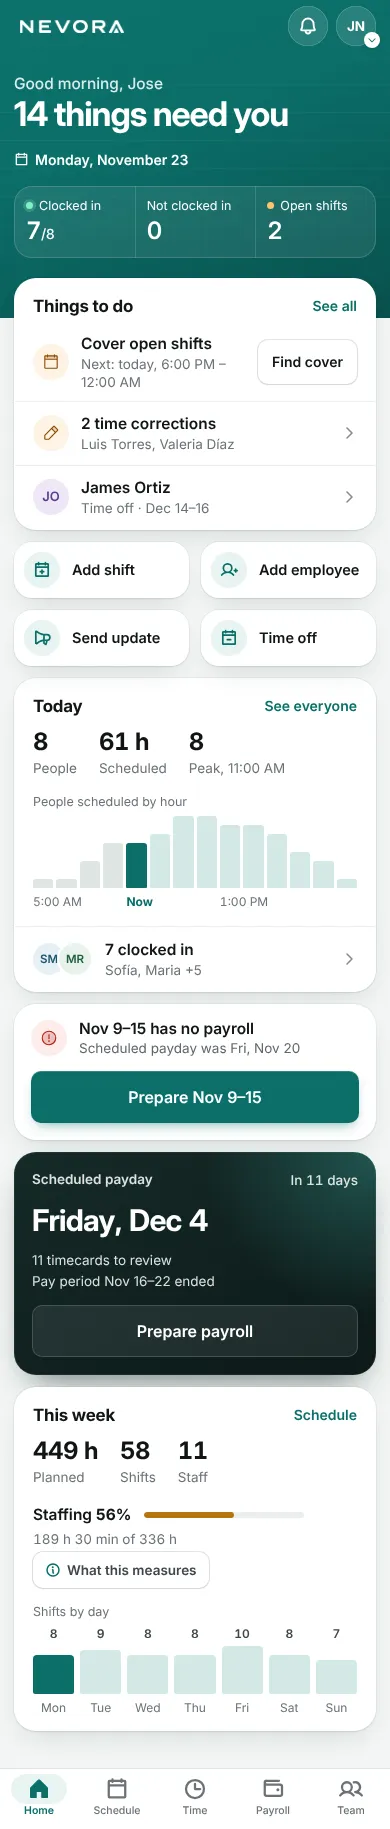 NEVORA
JN
Good morning, Jose
14 things need you
Monday, November 23
Clocked in
7/8
Not clocked in
0
Open shifts
2
Things to do
See all
Cover open shifts
Next: today, 6:00 PM –
12:00 AM
Find cover
2 time corrections
Luis Torres, Valeria Díaz
JO
James Ortiz
Time off · Dec 14–16
Add shift
Add employee
Send update
Time off
Today
See everyone
8
People
61 h
Scheduled
8
Peak, 11:00 AM
People scheduled by hour
5:00 AM
Now
1:00 PM
SM
MR
7 clocked in
Sofía, Maria +5
Nov 9–15 has no payroll
Scheduled payday was Fri, Nov 20
Prepare Nov 9–15
Scheduled payday
In 11 days
Friday, Dec 4
11 timecards to review
Pay period Nov 16–22 ended
Prepare payroll
This week
Schedule
449 h
Planned
58
Shifts
11
Staff
Staffing 56%
189 h 30 min of 336 h
What this measures
Shifts by day
8 9 8 8 10 8 7
Mon Tue Wed Thu Fri Sat Sun
Home
Schedule
Time
Payroll
Team